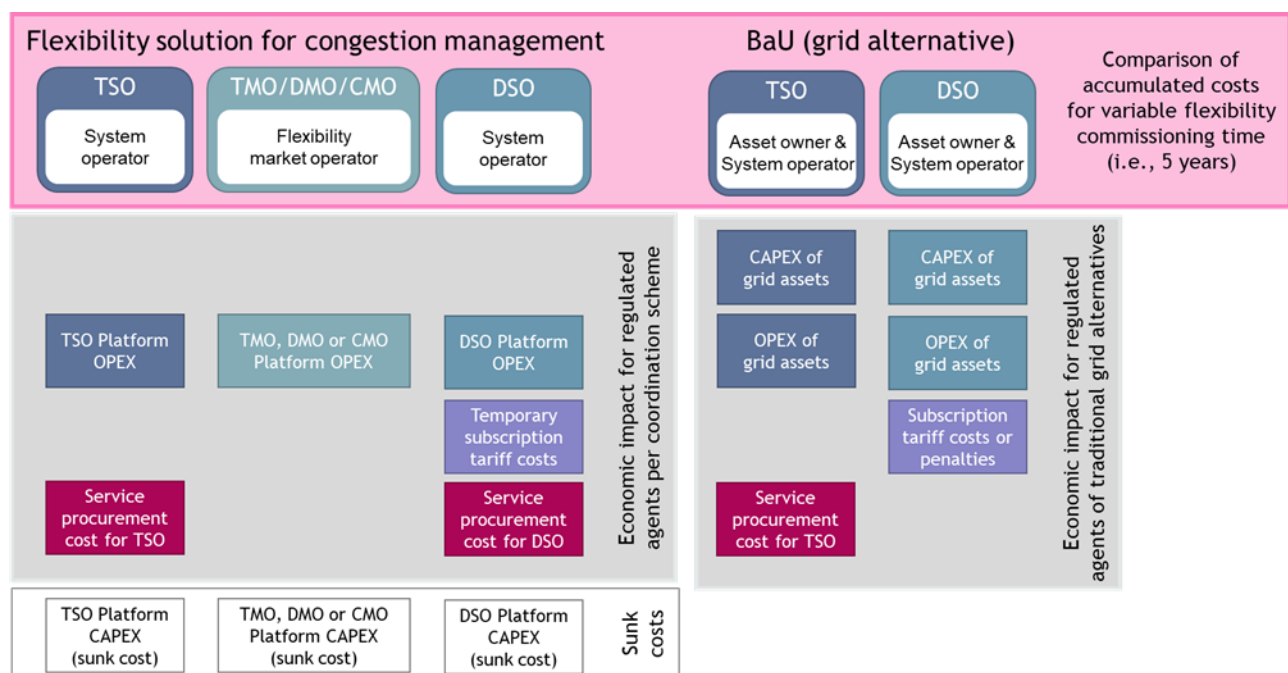 Flexibility solution for congestion management
BaU (grid alternative)
Comparison of
accumulated costs
for variable flexibility
commissioning time
(i.e., 5 years)
TSO
System
operator
TMO/DMO/CMO
Flexibility
market operator
DSO
System
operator
TSO
Asset owner &
System operator
DSO
Asset owner &
System operator
TSO Platform
OPEX
TMO, DMO or CMO
Platform OPEX
DSO Platform
OPEX
Temporary
subscription
tariff costs
Service
procurement
cost for TSO
Service
procurement
cost for DSO
Economic impact for regulated
agents per coordination scheme
CAPEX of
grid assets
CAPEX of
grid assets
OPEX of
grid assets
OPEX of
grid assets
Subscription
tariff costs or
penalties
Service
procurement
cost for TSO
Economic impact for regulated
agents of traditional grid alternatives
TSO Platform
CAPEX
(sunk cost)
TMO, DMO or CMO
Platform CAPEX
(sunk cost)
DSO Platform
CAPEX
(sunk cost)
Sunk
costs